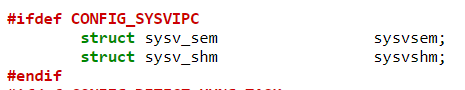 #ifdef CONFIG_SYSVIPC
struct sysv_sem sysvsem;
struct sysv_shm sysvshm;
#endif